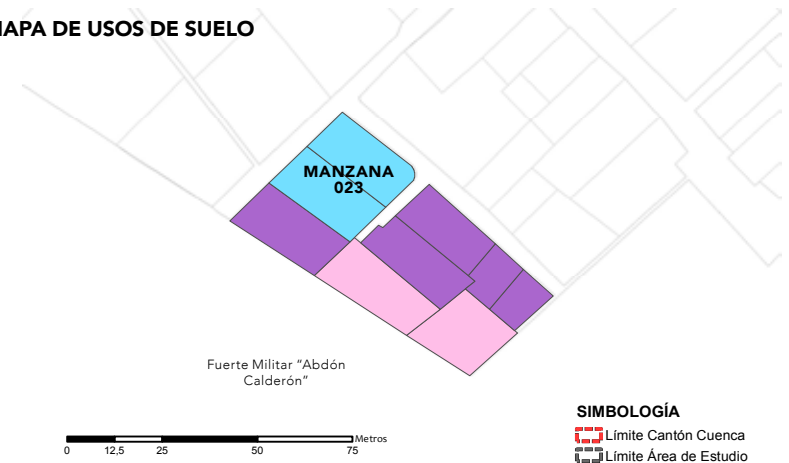 MAPA DE USOS DE SUELO
MANZANA
023
Fuerte Militar "Abdón
Calderón"
Metros
0 12,5 25 50 75
SIMBOLOGÍA
Límite Cantón Cuenca
Límite Área de Estudio